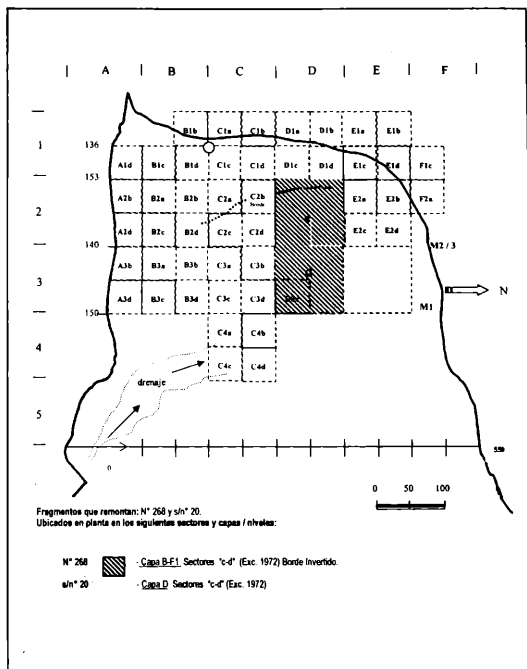 A B C D E F
B1b C1a C1b D1a D1b E1a E1b
1
136
A1d B1c B1d C1c C1d D1c D1d E1c E1d F1c
153
A2b B2a B2b C2a C2b E2a E2b F2a
2
A2d B2c B2d C2c C2d E2c E2d
140
M2 / 3
A3b B3a B3b C3a C3b
3
N
A3d B3c B3d C3c C3d
M1
150
C4a C4b
4
C4c C4d
drenaje
5
0
5.50
0 50 100
Fragmentos que remontan: N° 268 y s/n° 20.
Ubicados en planta en los siguientes sectores y capas / niveles:
N° 268 - Capa B-F1 Sectores "c-d" (Exc. 1972) Borde Invertido.
s/n° 20 - Capa D Sectores "c-d" (Exc. 1972)